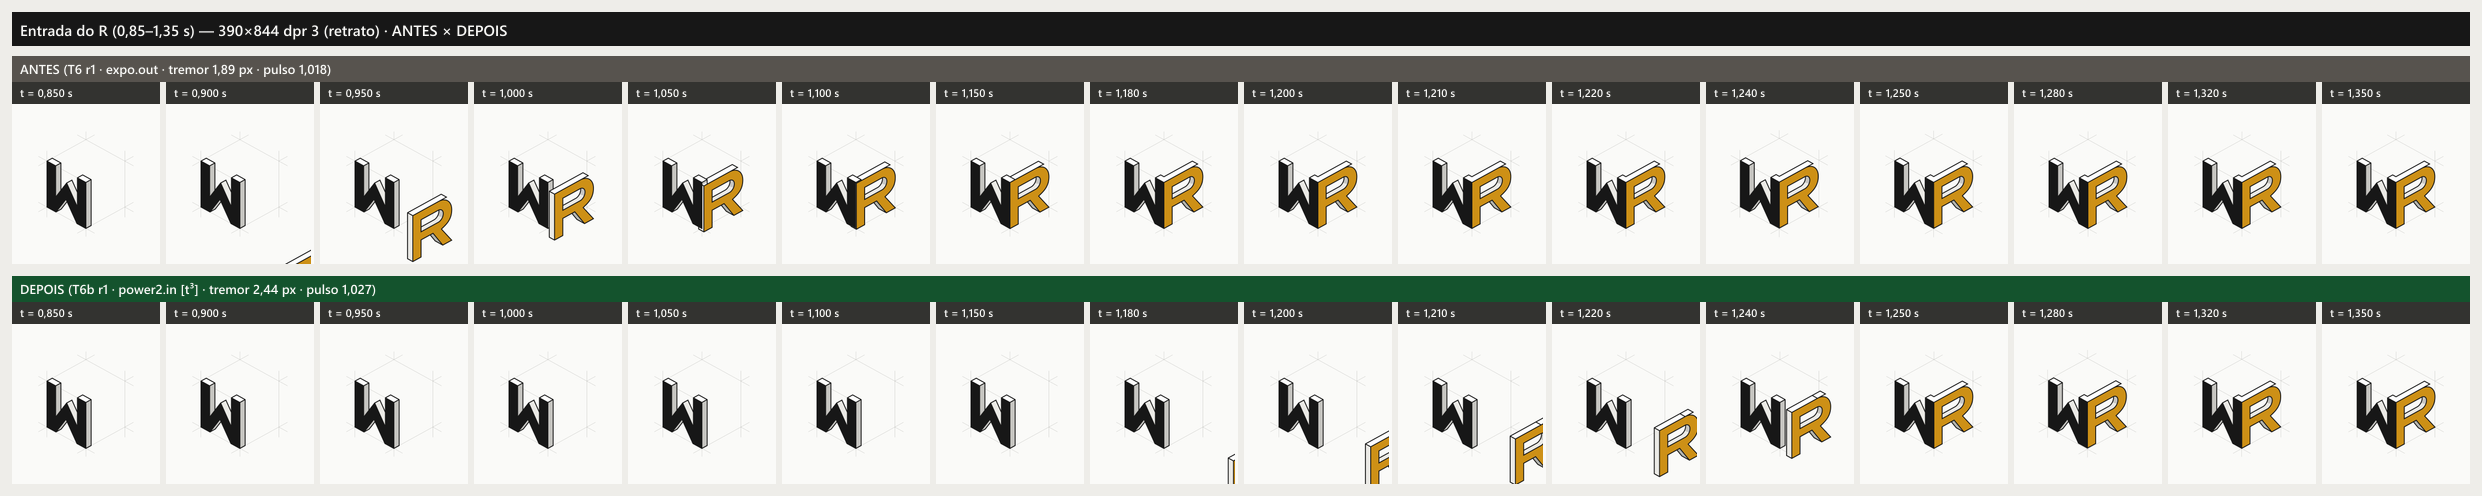 Entrada do R (0,85–1,35 s) — 390×844 dpr 3 (retrato) · ANTES × DEPOIS
ANTES (T6 r1 · expo.out · tremor 1,89 px · pulso 1,018)
t = 0,850 s t = 0,900 s t = 0,950 s t = 1,000 s t = 1,050 s t = 1,100 s t = 1,150 s t = 1,180 s t = 1,200 s t = 1,210 s t = 1,220 s t = 1,240 s t = 1,250 s t = 1,280 s t = 1,320 s t = 1,350 s
WR
DEPOIS (T6b r1 · power2.in [t³] · tremor 2,44 px · pulso 1,027)
t = 0,850 s t = 0,900 s t = 0,950 s t = 1,000 s t = 1,050 s t = 1,100 s t = 1,150 s t = 1,180 s t = 1,200 s t = 1,210 s t = 1,220 s t = 1,240 s t = 1,250 s t = 1,280 s t = 1,320 s t = 1,350 s
WR